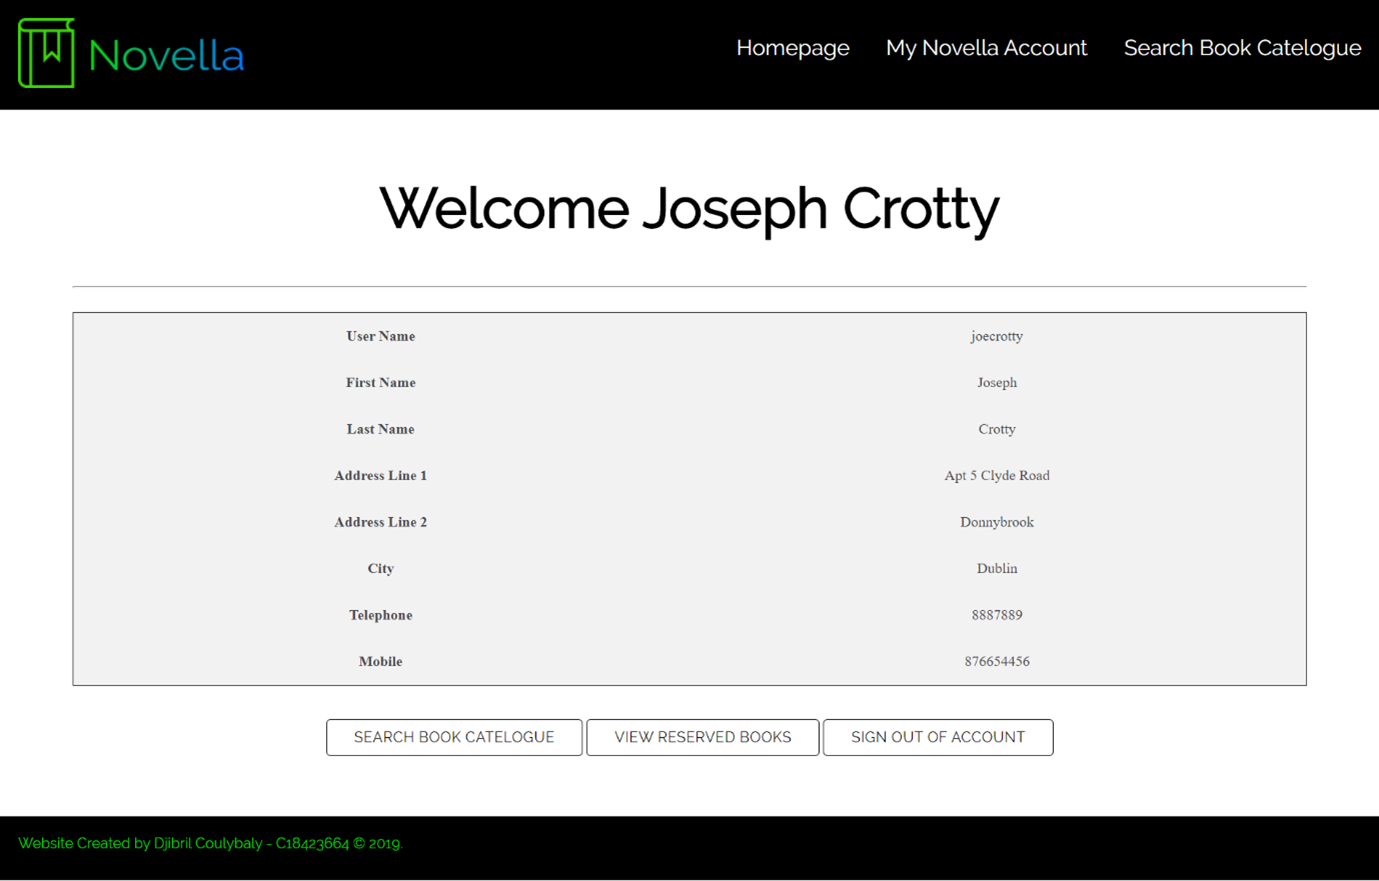 Novella
Homepage My Novella Account Search Book Catelogue
Welcome Joseph Crotty
User Name joecrotty
First Name Joseph
Last Name Crotty
Address Line 1 Apt 5 Clyde Road
Address Line 2 Donnybrook
City Dublin
Telephone 8887889
Mobile 876654456
SEARCH BOOK CATELOGUE VIEW RESERVED BOOKS SIGN OUT OF ACCOUNT
Website Created by Djibril Coulybaly - C18423664 © 2019.